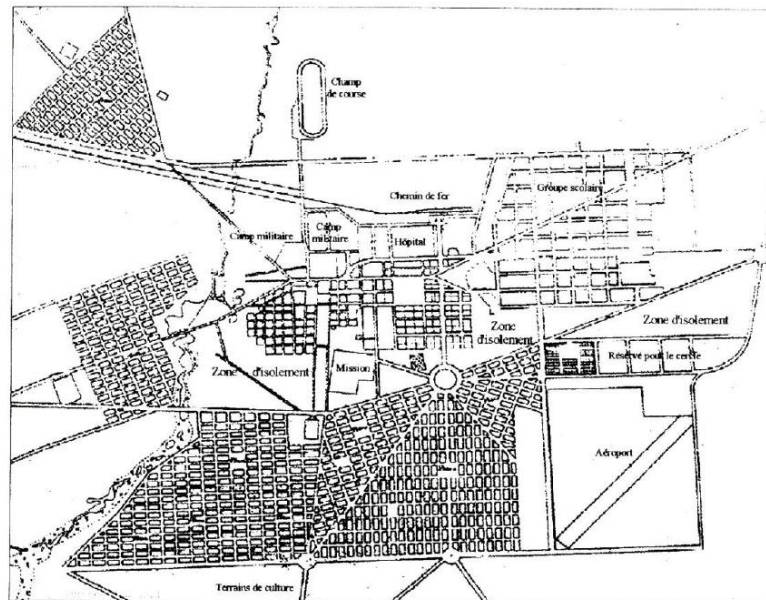 Champ
de course
Chemin de fer
Groupe scolaire
Camp militaire
Camp
militaire
Hôpital
Zone
d'isolement
Zone d'isolement
Zone d'isolement
Mission
Réservé pour le cercle
Aéroport
Terrains de culture